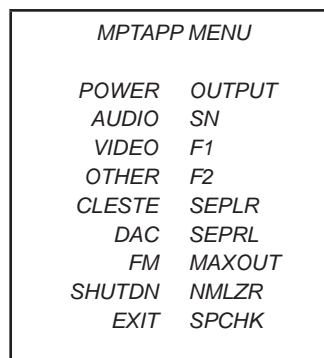 MPTAPP MENU
POWER OUTPUT
AUDIO SN
VIDEO F1
OTHER F2
CLESTE SEPLR
DAC SEPRL
FM MAXOUT
SHUTDN NMLZR
EXIT SPCHK